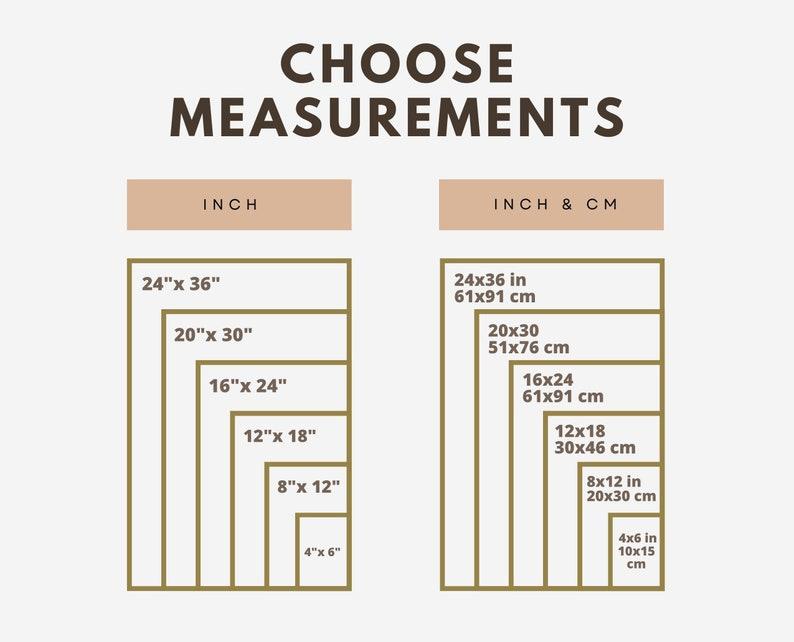 CHOOSE
MEASUREMENTS
INCH
24"x 36"
20"x 30"
16"x 24"
12"x 18"
8"x 12"
4"x 6"
INCH & CM
24x36 in
61x91 cm
20x30
51x76 cm
16x24
61x91 cm
12x18
30x46 cm
8x12 in
20x30 cm
4x6 in
10x15
cm